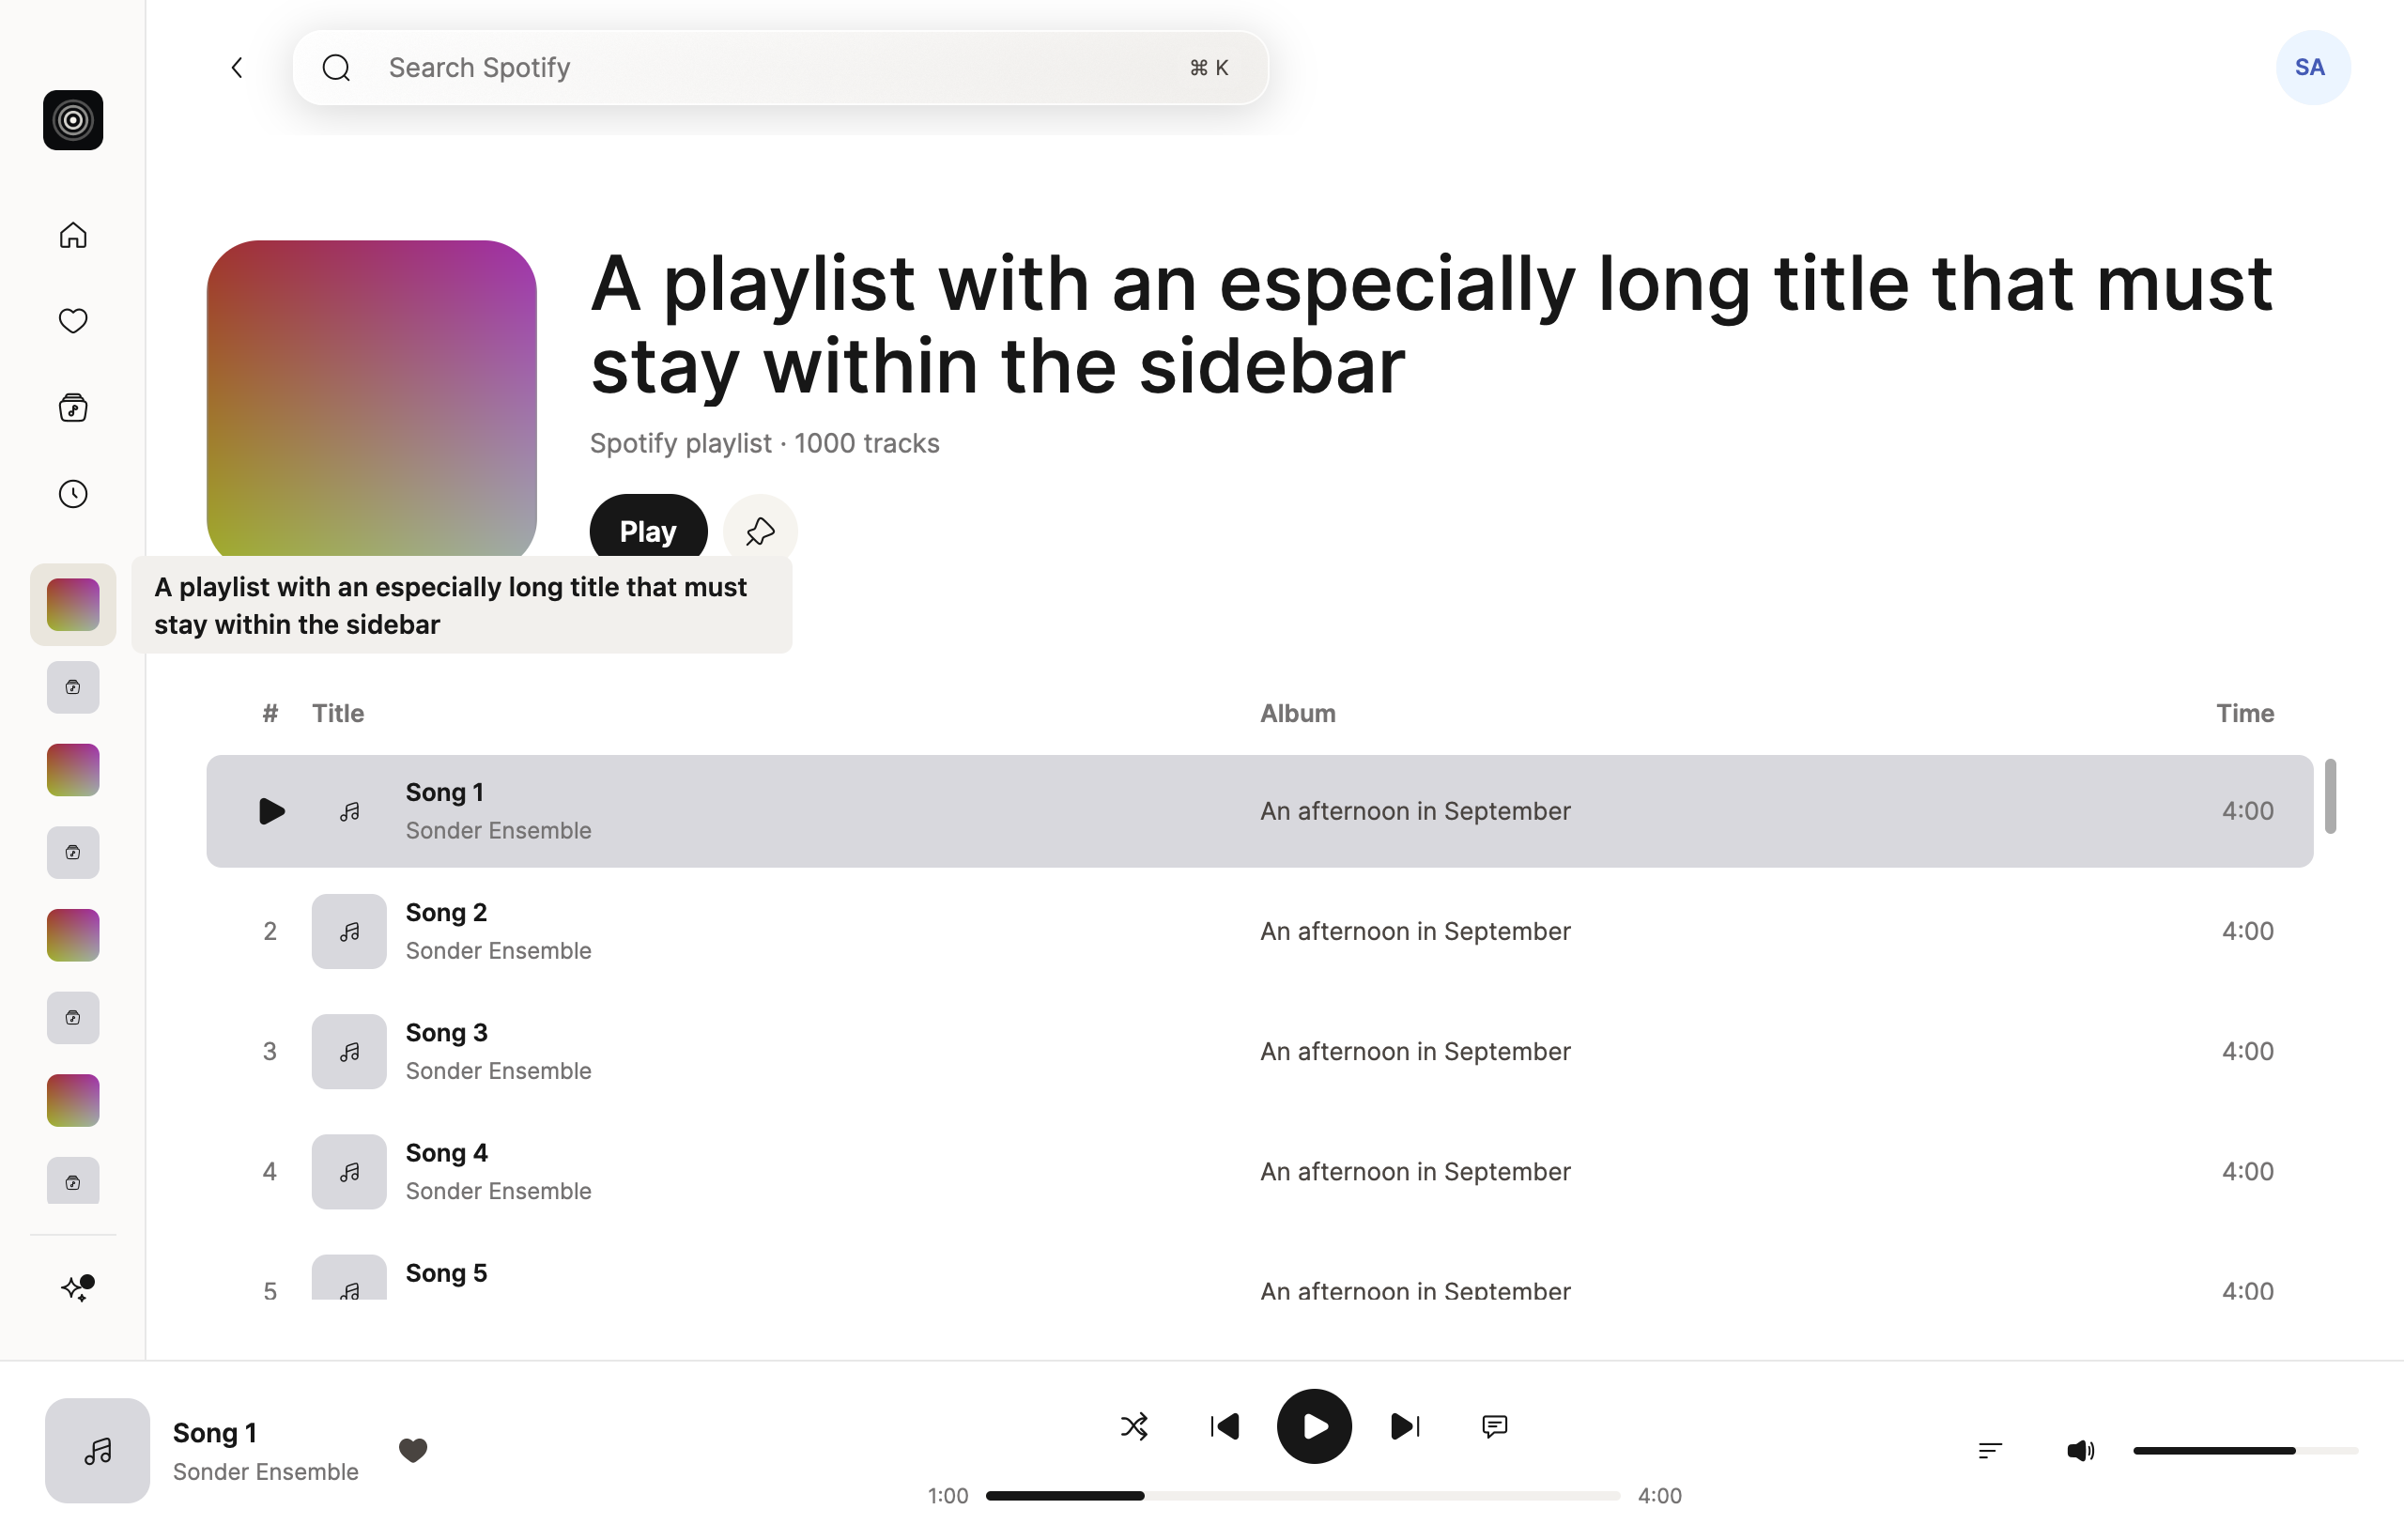 Search Spotify
⌘ K
SA
A playlist with an especially long title that must
stay within the sidebar
Spotify playlist · 1000 tracks
Play
A playlist with an especially long title that must
stay within the sidebar
# Title Album Time
Song 1
Sonder Ensemble
An afternoon in September
4:00
2
Song 2
Sonder Ensemble
An afternoon in September
4:00
3
Song 3
Sonder Ensemble
An afternoon in September
4:00
4
Song 4
Sonder Ensemble
An afternoon in September
4:00
5
Song 5
An afternoon in September
4:00
Song 1
Sonder Ensemble
1:00
4:00